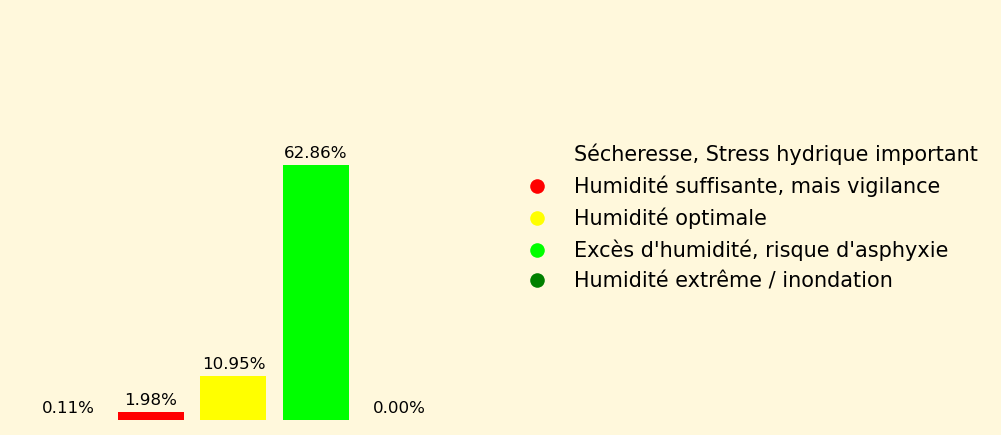 62.86%
10.95%
1.98%
0.11%
0.00%
Sécheresse, Stress hydrique important
Humidité suffisante, mais vigilance
Humidité optimale
Excès d'humidité, risque d'asphyxie
Humidité extrême / inondation